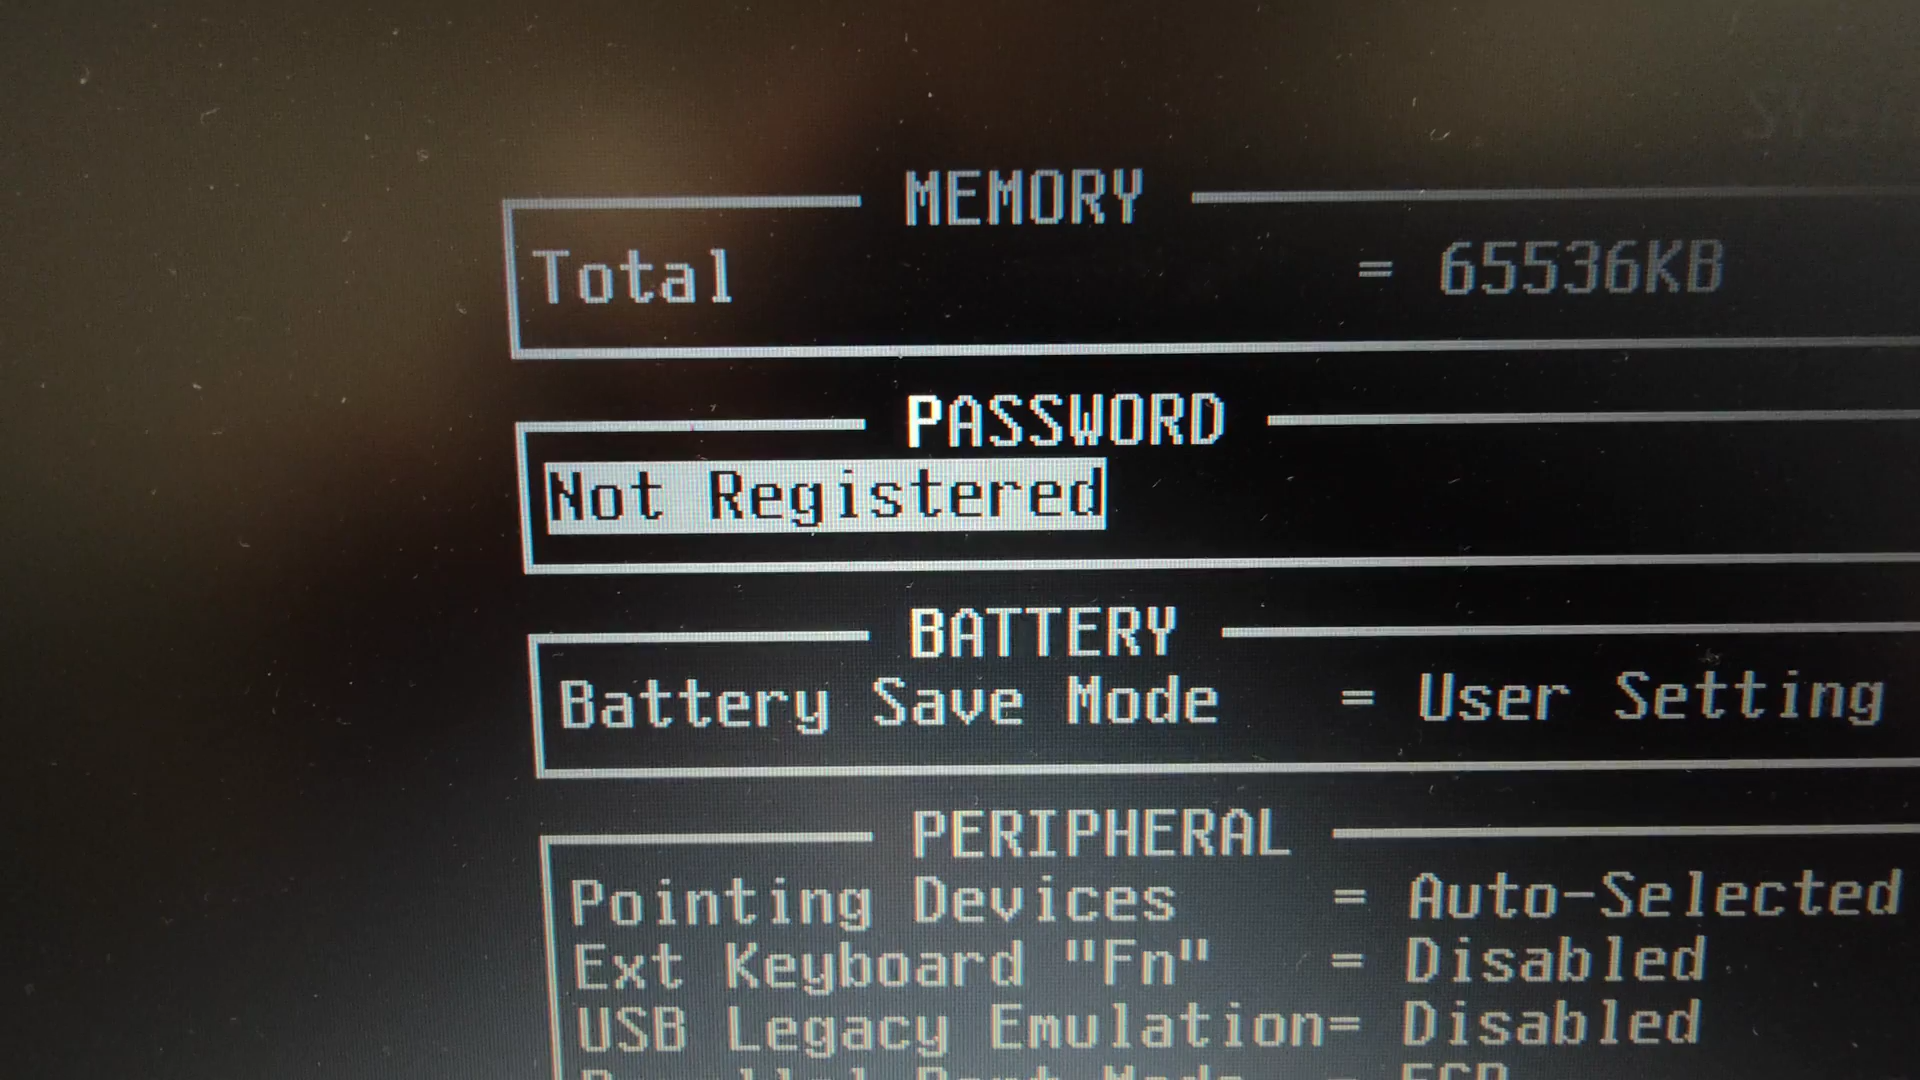 MEMORY
Total = 65536KB
PASSWORD
Not Registered
BATTERY
Battery Save Mode = User Setting
PERIPHERAL
Pointing Devices = Auto-Selected
Ext Keyboard "Fn" = Disabled
USB Legacy Emulation= Disabled